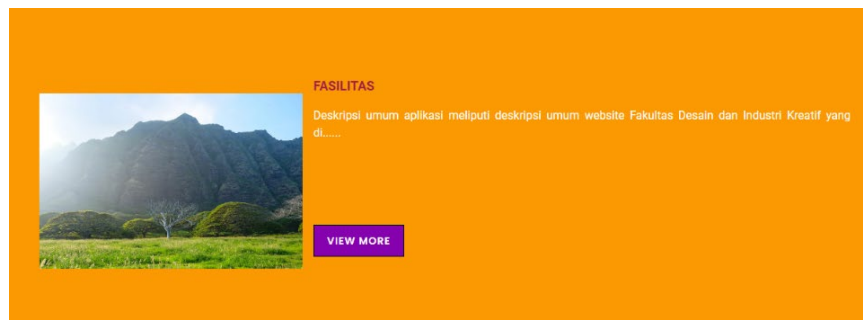 FASILITAS
Deskripsi umum aplikasi meliputi deskripsi umum website Fakultas Desain dan Industri Kreatif yang
di......
VIEW MORE